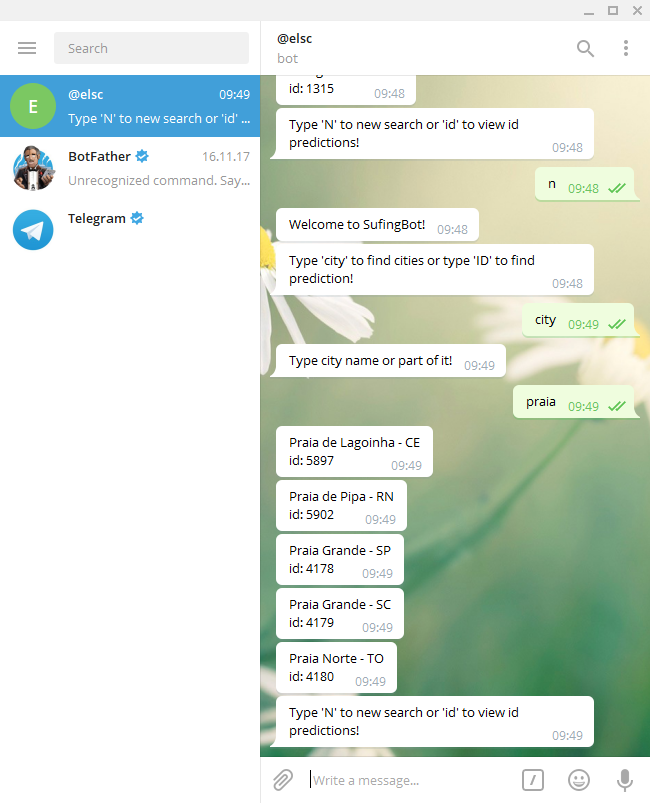 Search
@elsc 09:49
Type 'N' to new search or 'id' ...
BotFather 16.11.17
Unrecognized command. Say...
Telegram
E
@elsc
bot
id: 1315 09:48
Type 'N' to new search or 'id' to view id
predictions! 09:48
n 09:48
Welcome to SufingBot! 09:48
Type 'city' to find cities or type 'ID' to find
prediction! 09:48
city 09:49
Type city name or part of it! 09:49
praia 09:49
Praia de Lagoinha - CE
id: 5897 09:49
Praia de Pipa - RN
id: 5902 09:49
Praia Grande - SP
id: 4178 09:49
Praia Grande - SC
id: 4179 09:49
Praia Norte - TO
id: 4180 09:49
Type 'N' to new search or 'id' to view id
predictions! 09:49
Write a message...